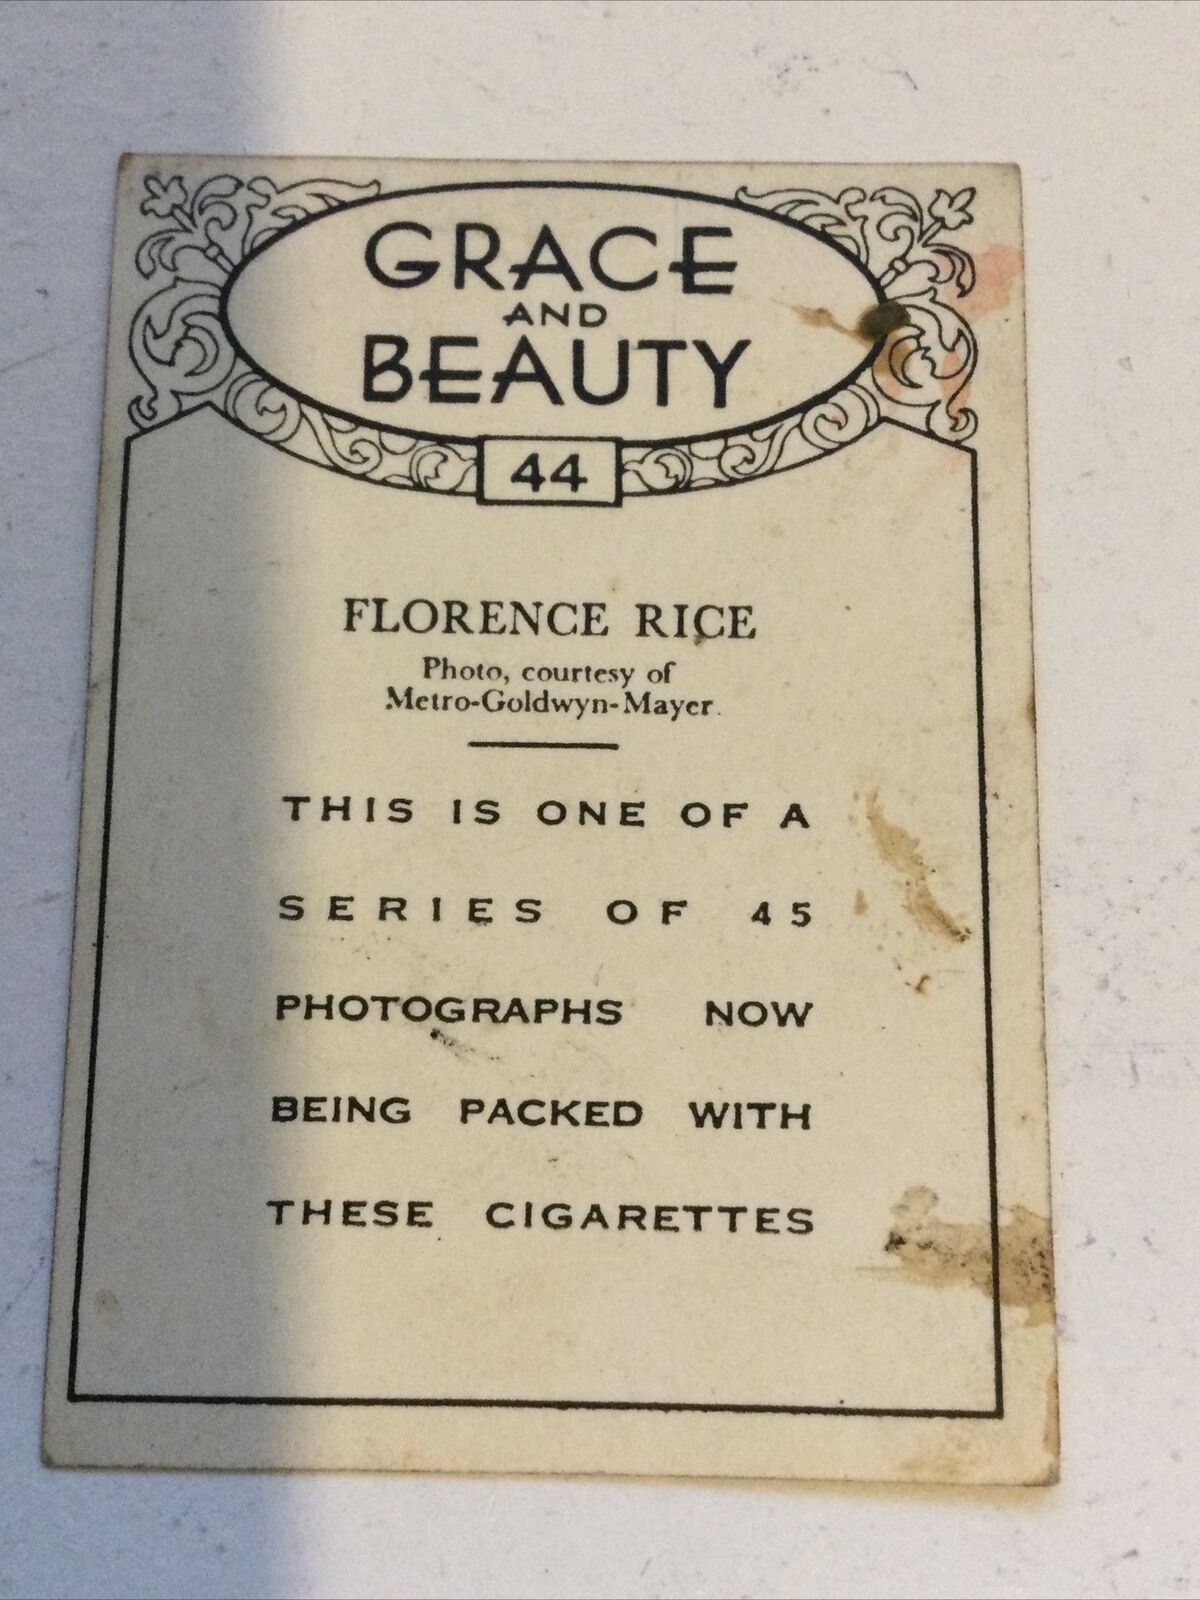 GRACE
AND
BEAUTY
44
FLORENCE RICE
Photo, courtesy of
Metro-Goldwyn-Mayer.
THIS IS ONE OF A
SERIES OF 45
PHOTOGRAPHS NOW
BEING PACKED WITH
THESE CIGARETTES